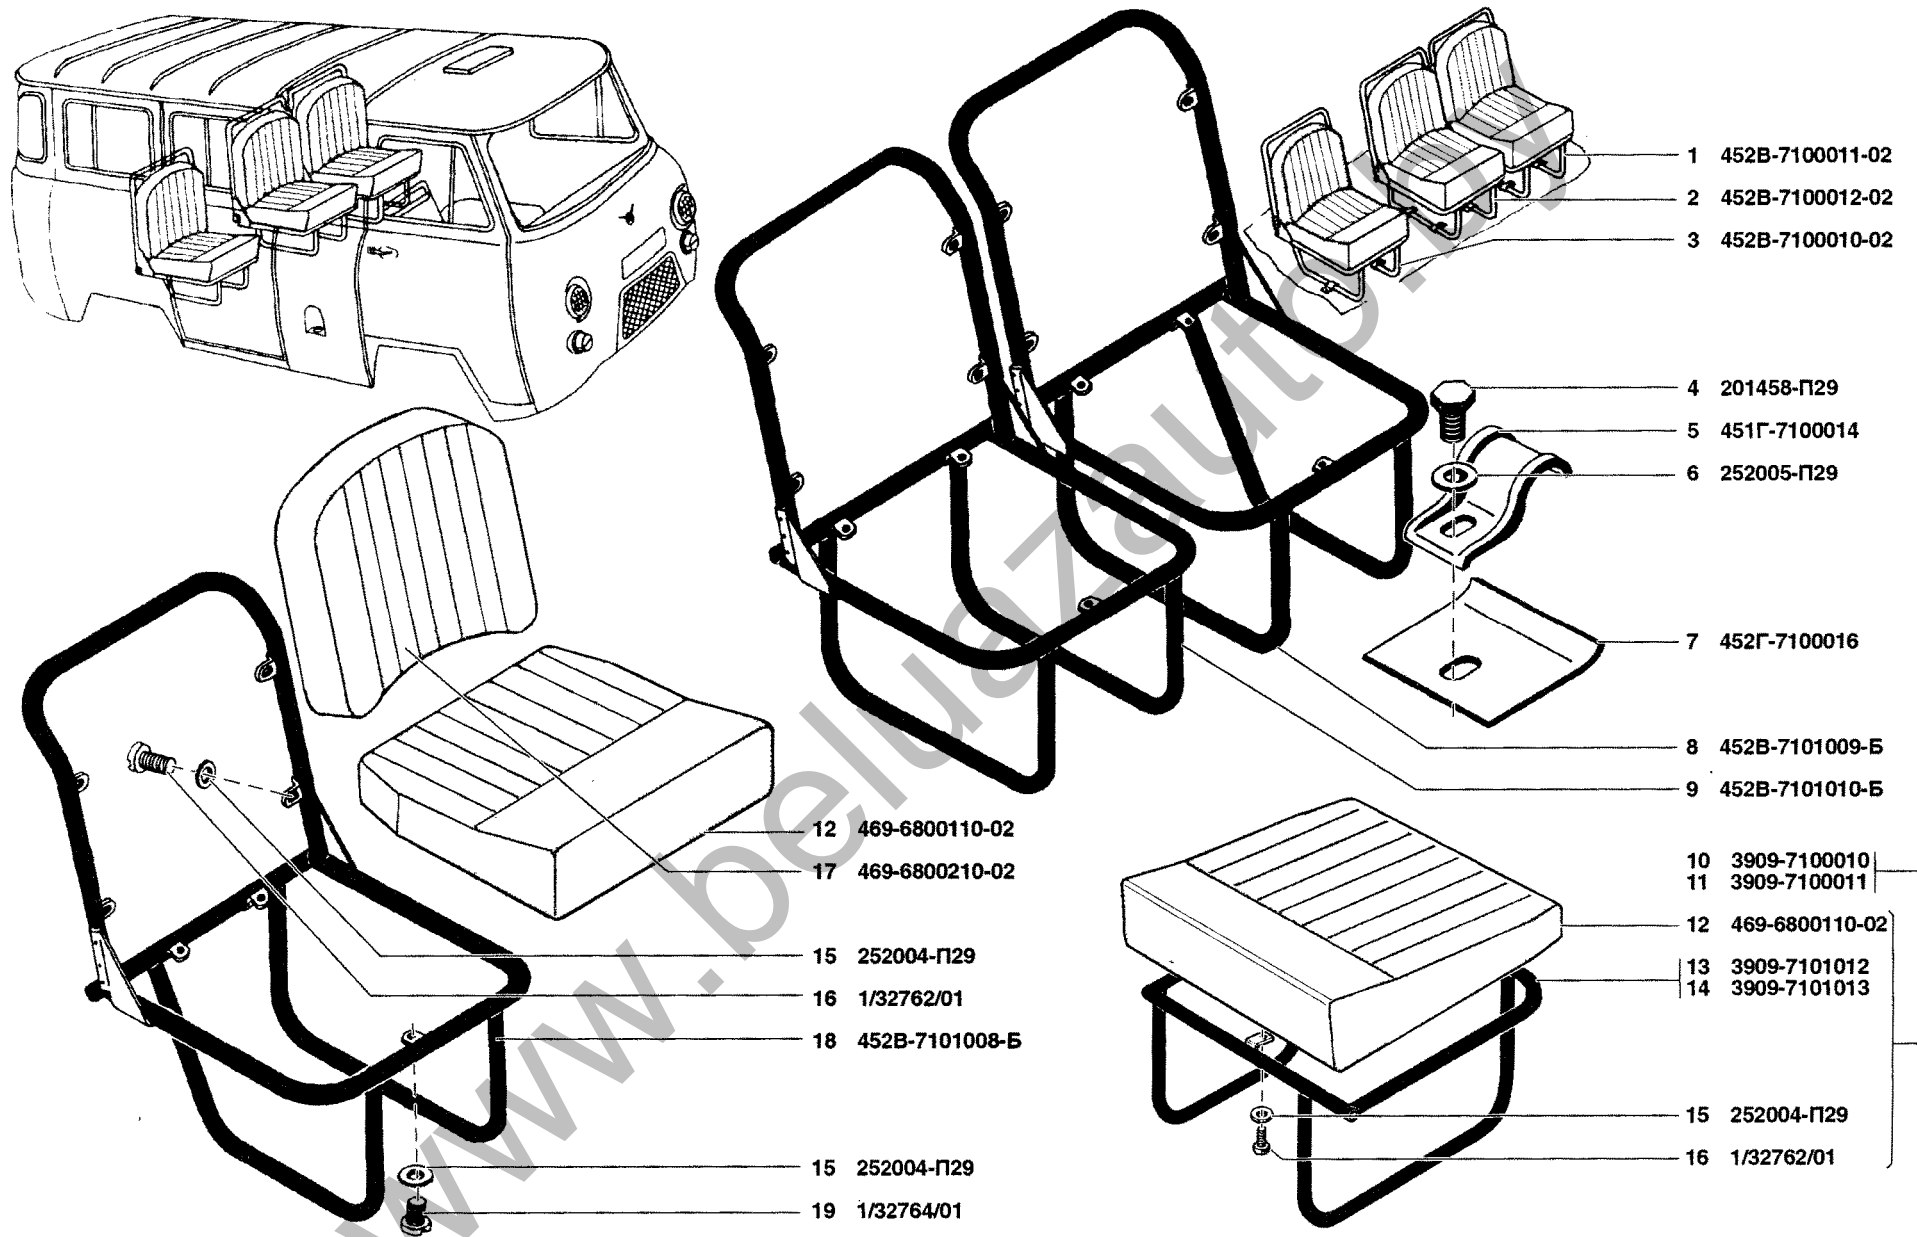 1 452В-7100011-02
2 452В-7100012-02
3 452В-7100010-02
4 201458-П29
5 451Г-7100014
6 252005-П29
7 452Г-7100016
8 452В-7101009-Б
9 452В-7101010-Б
12 469-6800110-02
17 469-6800210-02
15 252004-П29
16 1/32762/01
18 452В-7101008-Б
15 252004-П29
19 1/32764/01
10 3909-7100010
11 3909-7100011
12 469-6800110-02
13 3909-7101012
14 3909-7101013
15 252004-П29
16 1/32762/01
www.beluazauto.by